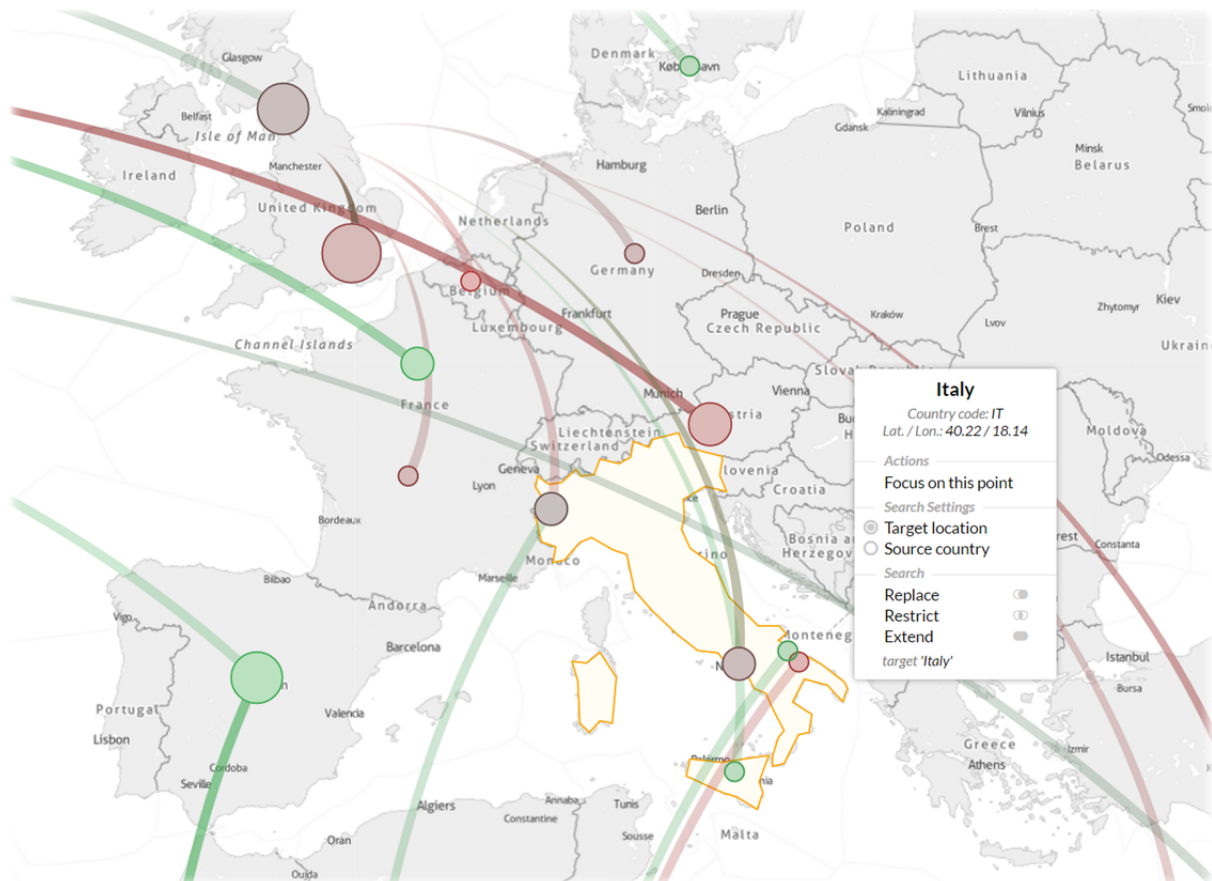 Glasgow
Denmark
Lithuania
Kaliningrad
Vilnius
Belfast
Isle of Man
Gdansk
Minsk
Belarus
Ireland
Manchester
Hamburg
United Kingdom
Netherlands
Berlin
Poland
Brest
Germany
Dresden
Belgium
Luxembourg
Frankfurt
Prague
Czech Republic
Kraków
Lvov
Zhytomyr
Kiev
Channel Islands
Munich
Vienna
France
Liechtenstein
Switzerland
Moldova
Odessa
Geneva
Lyon
Croatia
Bordeaux
Constanta
Monaco
Marseille
Bilbao
Andorra
Vigo
Barcelona
Portugal
Lisbon
Valencia
Istanbul
Bursa
Cordoba
Seville
Greece
Athens
Izmir
Palermo
Algiers
Annaba
Constantine
Tunis
Oran
Sousse
Malta
Oujda
Italy
Country code: IT
Lat. / Lon.: 40.22 / 18.14
Actions
Focus on this point
Search Settings
Target location
Source country
Search
Replace
Restrict
Extend
target 'Italy'